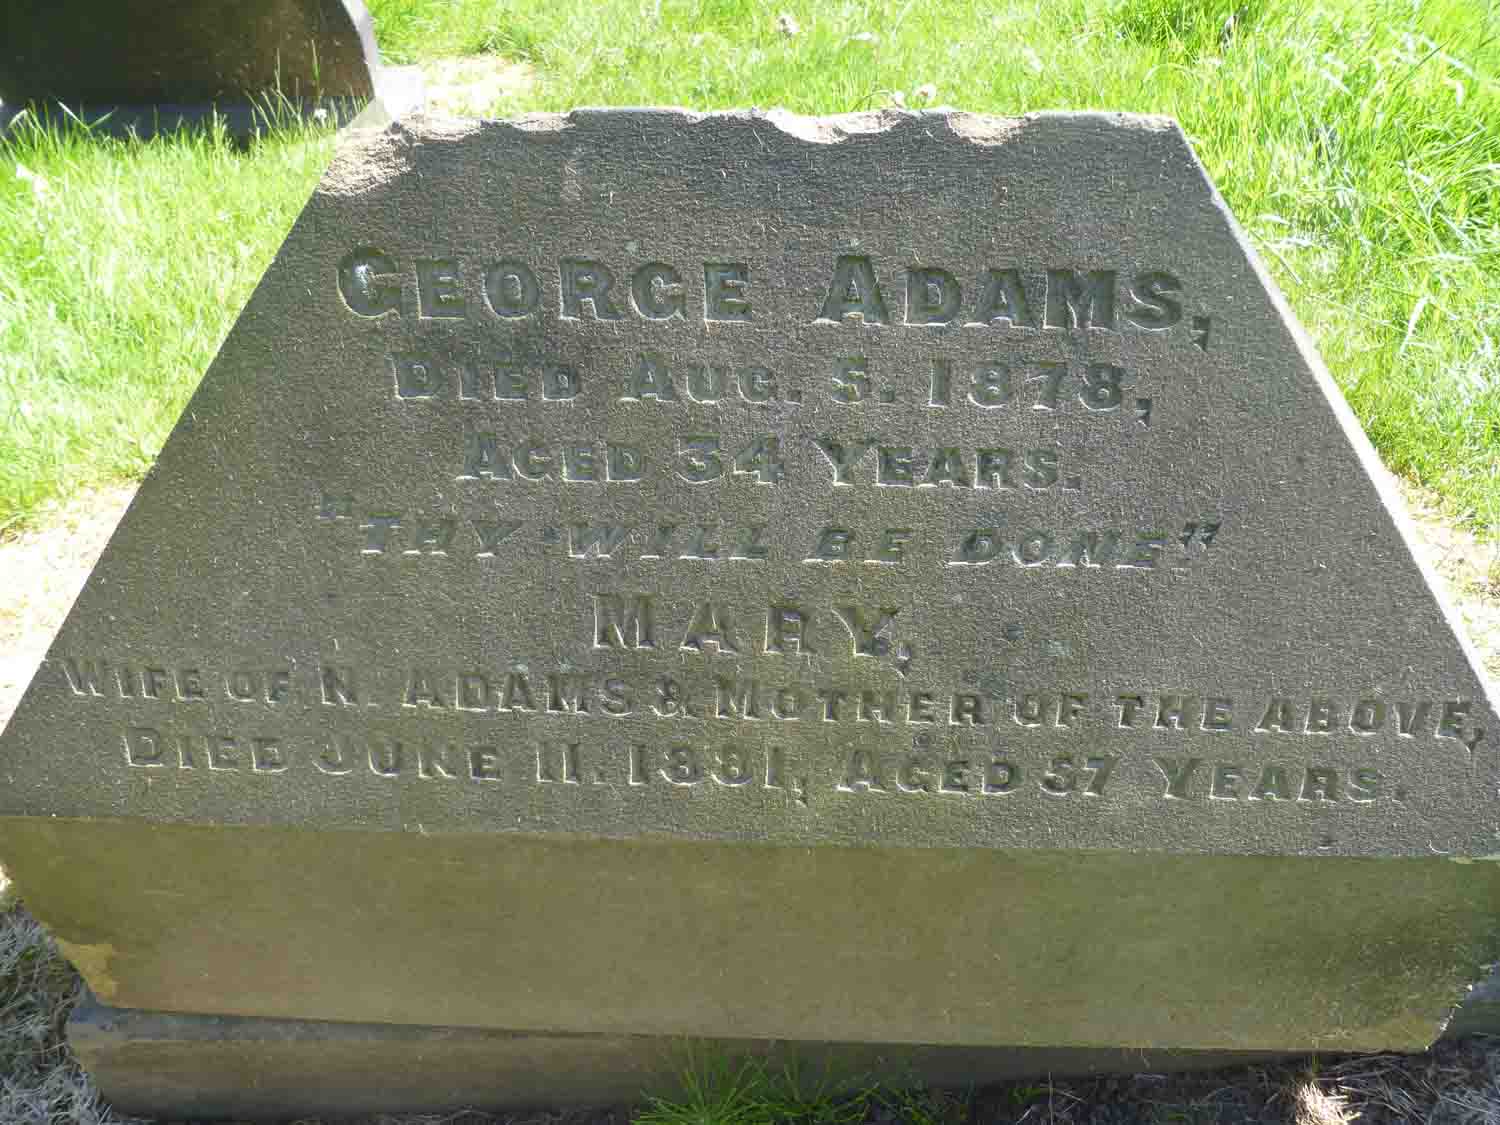 GEORGE ADAMS,
DIED AUG. 5. 1878,
AGED 34 YEARS.
"THY WILL BE DONE."
MARY,
WIFE OF N. ADAMS & MOTHER OF THE ABOVE,
DIED JUNE 11. 1881, AGED 57 YEARS.